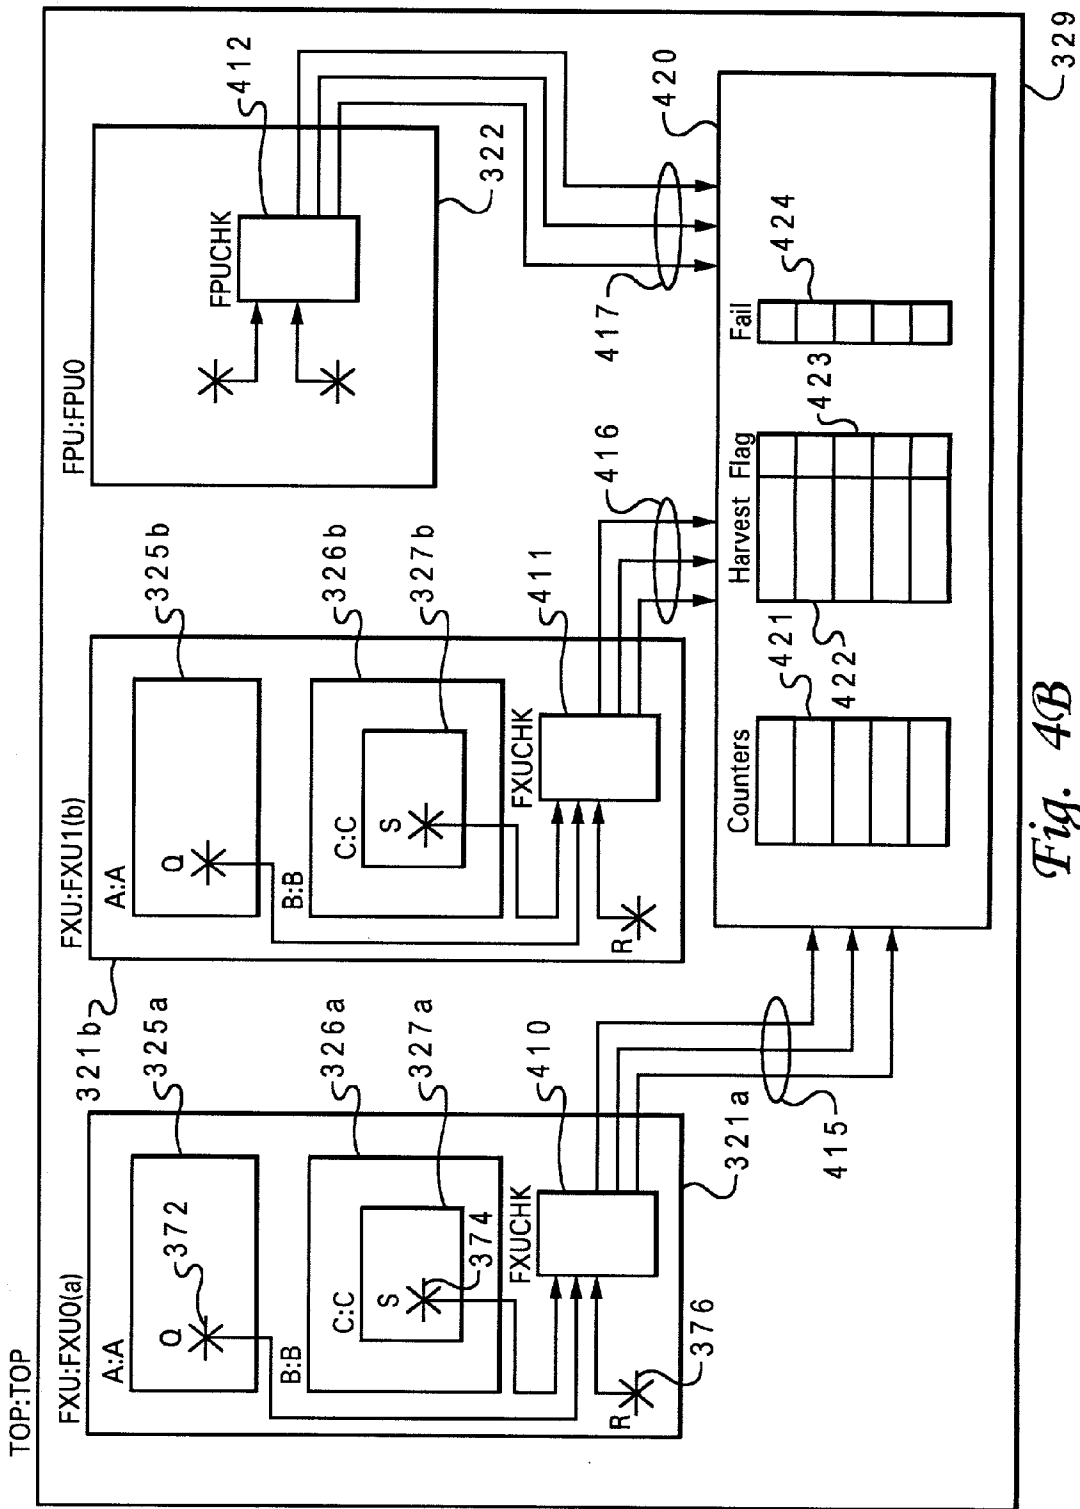 TOP:TOP
FXU:FXU0(a)
321b
325a
A:A
Q
372
326a
327a
B:B
C:C
S
374
FXUCHK
410
R
376
321a
415
FXU:FXU1(b)
325b
A:A
Q
326b
327b
B:B
C:C
S
FXUCHK
411
R
416
FPU:FPU0
FPUCHK
412
322
417
420
Counters
421
422
Harvest
Flag
423
Fail
424
329
Fig. 4B